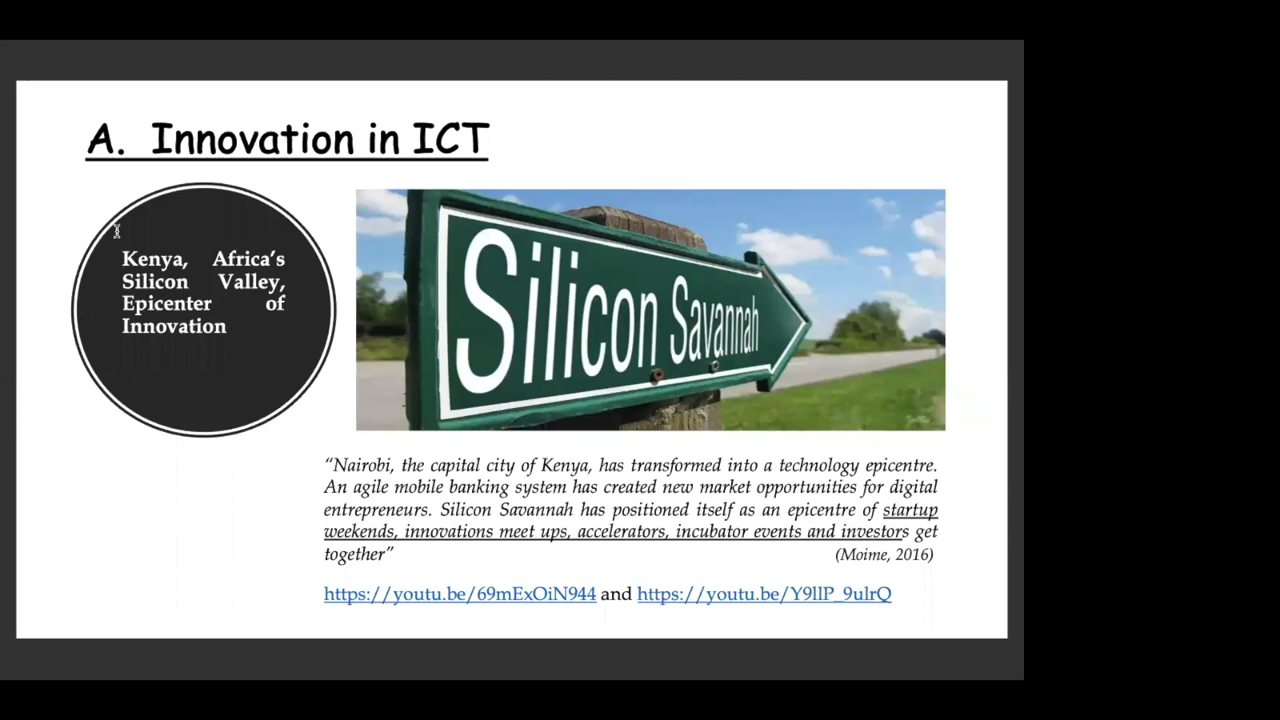 A. Innovation in ICT
Kenya, Africa's
Silicon Valley,
Epicenter of
Innovation
Silicon Savannah
“Nairobi, the capital city of Kenya, has transformed into a technology epicentre.
An agile mobile banking system has created new market opportunities for digital
entrepreneurs. Silicon Savannah has positioned itself as an epicentre of startup
weekends, innovations meet ups, accelerators, incubator events and investors get
together” (Moime, 2016)
https://youtu.be/69mExOiN944 and https://youtu.be/Y9llP_9ulrQ